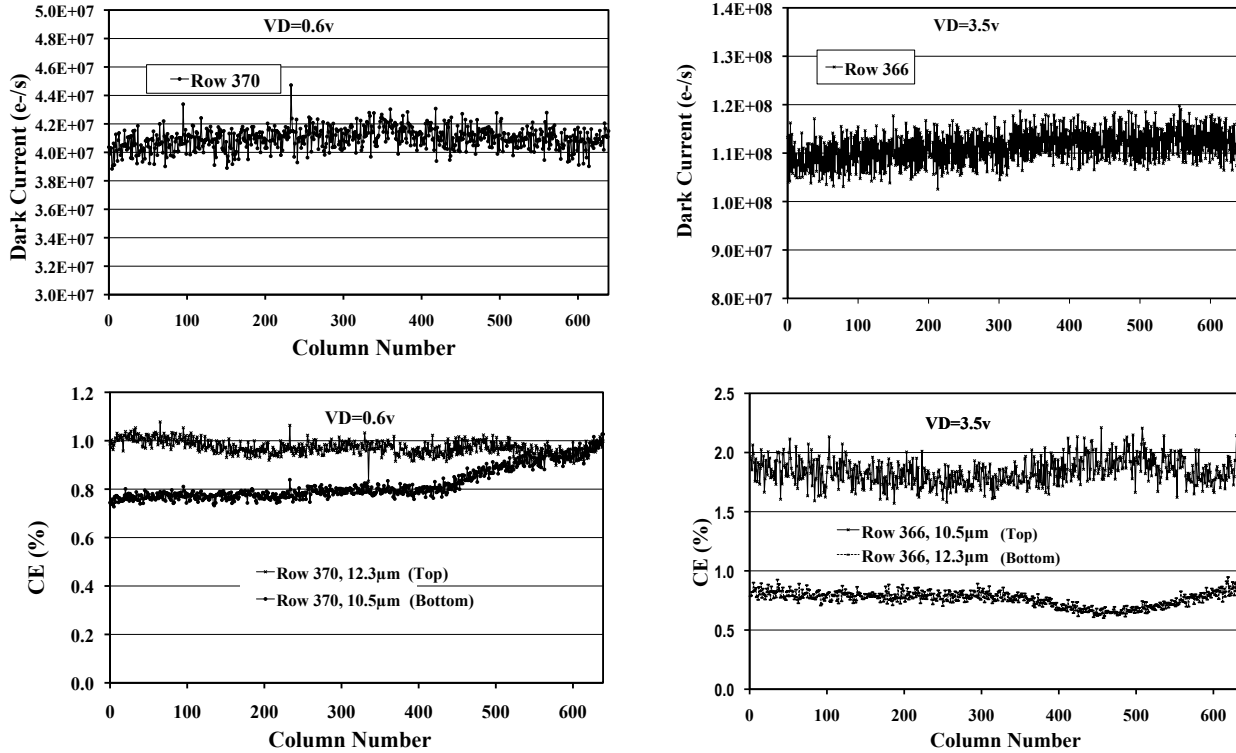 VD=0.6v
5.0E+07
4.8E+07
4.6E+07
4.4E+07
4.2E+07
4.0E+07
3.8E+07
3.6E+07
3.4E+07
3.2E+07
3.0E+07
Dark Current (e-/s)
Row 370
0 100 200 300 400 500 600
Column Number
VD=3.5v
1.4E+08
1.3E+08
1.2E+08
1.1E+08
1.0E+08
9.0E+07
8.0E+07
Dark Current (e-/s)
Row 366
0 100 200 300 400 500 600
Column Number
VD=0.6v
1.2
1.0
0.8
0.6
0.4
0.2
0.0
CE (%)
Row 370, 12.3µm (Top)
Row 370, 10.5µm (Bottom)
0 100 200 300 400 500 600
Column Number
VD=3.5v
2.5
2.0
1.5
1.0
0.5
0.0
CE (%)
Row 366, 10.5µm (Top)
Row 366, 12.3µm (Bottom)
0 100 200 300 400 500 600
Column Number